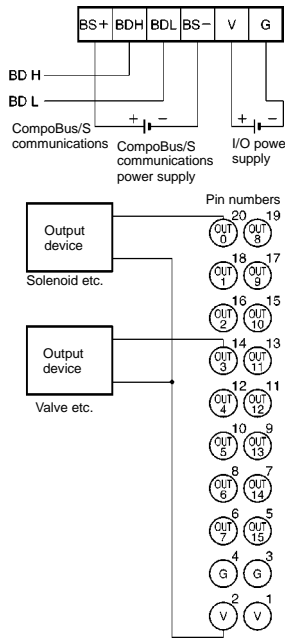 BS+ BDH BDL BS− V G
BD H
BD L
+ − + −
CompoBus/S
communications
CompoBus/S
communications
power supply
I/O power
supply
Pin numbers
20 19
OUT 0 OUT 8
Output
device
Solenoid etc.
18 17
OUT 1 OUT 9
16 15
OUT 2 OUT 10
Output
device
Valve etc.
14 13
OUT 3 OUT 11
12 11
OUT 4 OUT 12
10 9
OUT 5 OUT 13
8 7
OUT 6 OUT 14
6 5
OUT 7 OUT 15
4 3
G G
2 1
V V